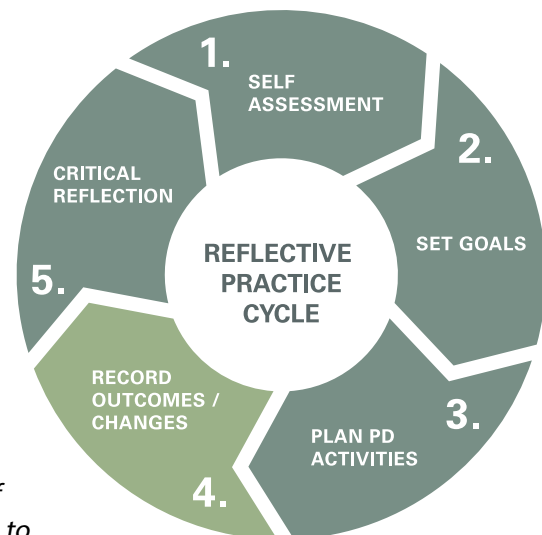 1.
SELF
ASSESSMENT
2.
SET GOALS
3.
PLAN PD
ACTIVITIES
4.
RECORD
OUTCOMES /
CHANGES
5.
CRITICAL
REFLECTION
REFLECTIVE
PRACTICE
CYCLE
to